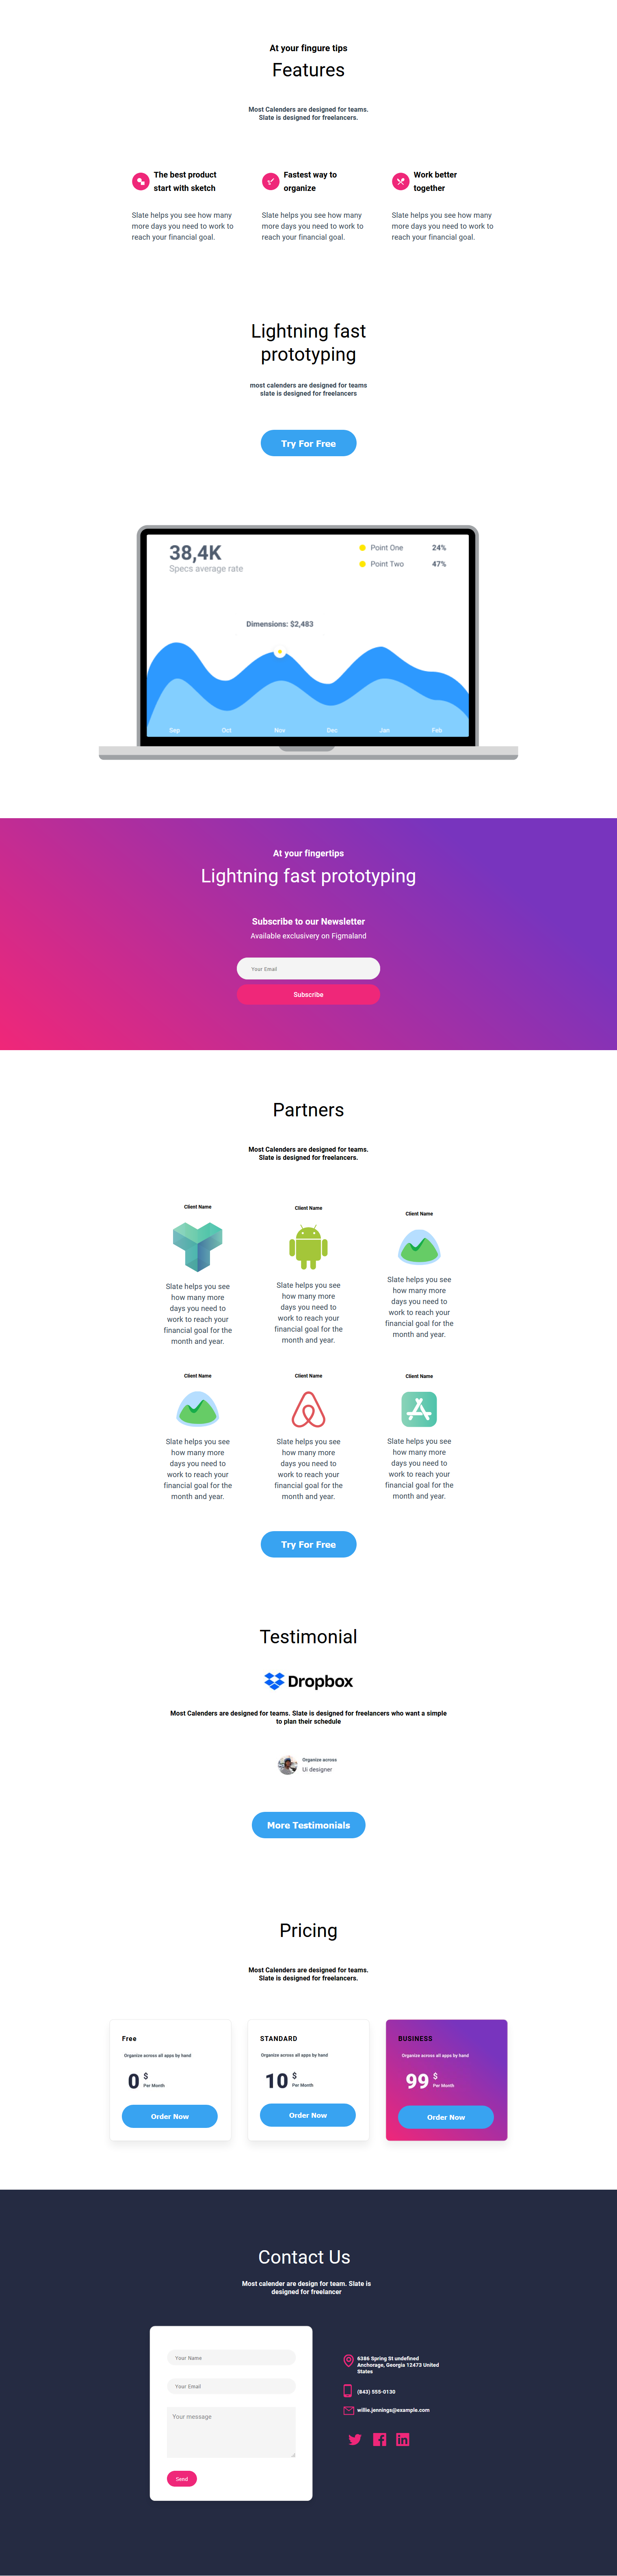 At your fingure tips
Features
Most Calenders are designed for teams.
Slate is designed for freelancers.
The best product
start with sketch
Slate helps you see how many
more days you need to work to
reach your financial goal.
Fastest way to
organize
Slate helps you see how many
more days you need to work to
reach your financial goal.
Work better
together
Slate helps you see how many
more days you need to work to
reach your financial goal.
Lightning fast
prototyping
most calenders are designed for teams
slate is designed for freelancers
Try For Free
38,4K
Specs average rate
Point One 24%
Point Two 47%
Dimensions: $2,483
Sep Oct Nov Dec Jan Feb
At your fingertips
Lightning fast prototyping
Subscribe to our Newsletter
Available exclusivery on Figmaland
Your Email
Subscribe
Partners
Most Calenders are designed for teams.
Slate is designed for freelancers.
Client Name
Slate helps you see
how many more
days you need to
work to reach your
financial goal for the
month and year.
Client Name
Slate helps you see
how many more
days you need to
work to reach your
financial goal for the
month and year.
Client Name
Slate helps you see
how many more
days you need to
work to reach your
financial goal for the
month and year.
Client Name
Slate helps you see
how many more
days you need to
work to reach your
financial goal for the
month and year.
Client Name
Slate helps you see
how many more
days you need to
work to reach your
financial goal for the
month and year.
Client Name
Slate helps you see
how many more
days you need to
work to reach your
financial goal for the
month and year.
Try For Free
Testimonial
Dropbox
Most Calenders are designed for teams. Slate is designed for freelancers who want a simple
to plan their schedule
Organize across
Ui designer
More Testimonials
Pricing
Most Calenders are designed for teams.
Slate is designed for freelancers.
Free
Organize across all apps by hand
0 $
Per Month
Order Now
STANDARD
Organize across all apps by hand
10 $
Per Month
Order Now
BUSINESS
Organize across all apps by hand
99 $
Per Month
Order Now
Contact Us
Most calender are design for team. Slate is
designed for freelancer
Your Name
Your Email
Your message
Send
6386 Spring St undefined
Anchorage, Georgia 12473 United
States
(843) 555-0130
willie.jennings@example.com